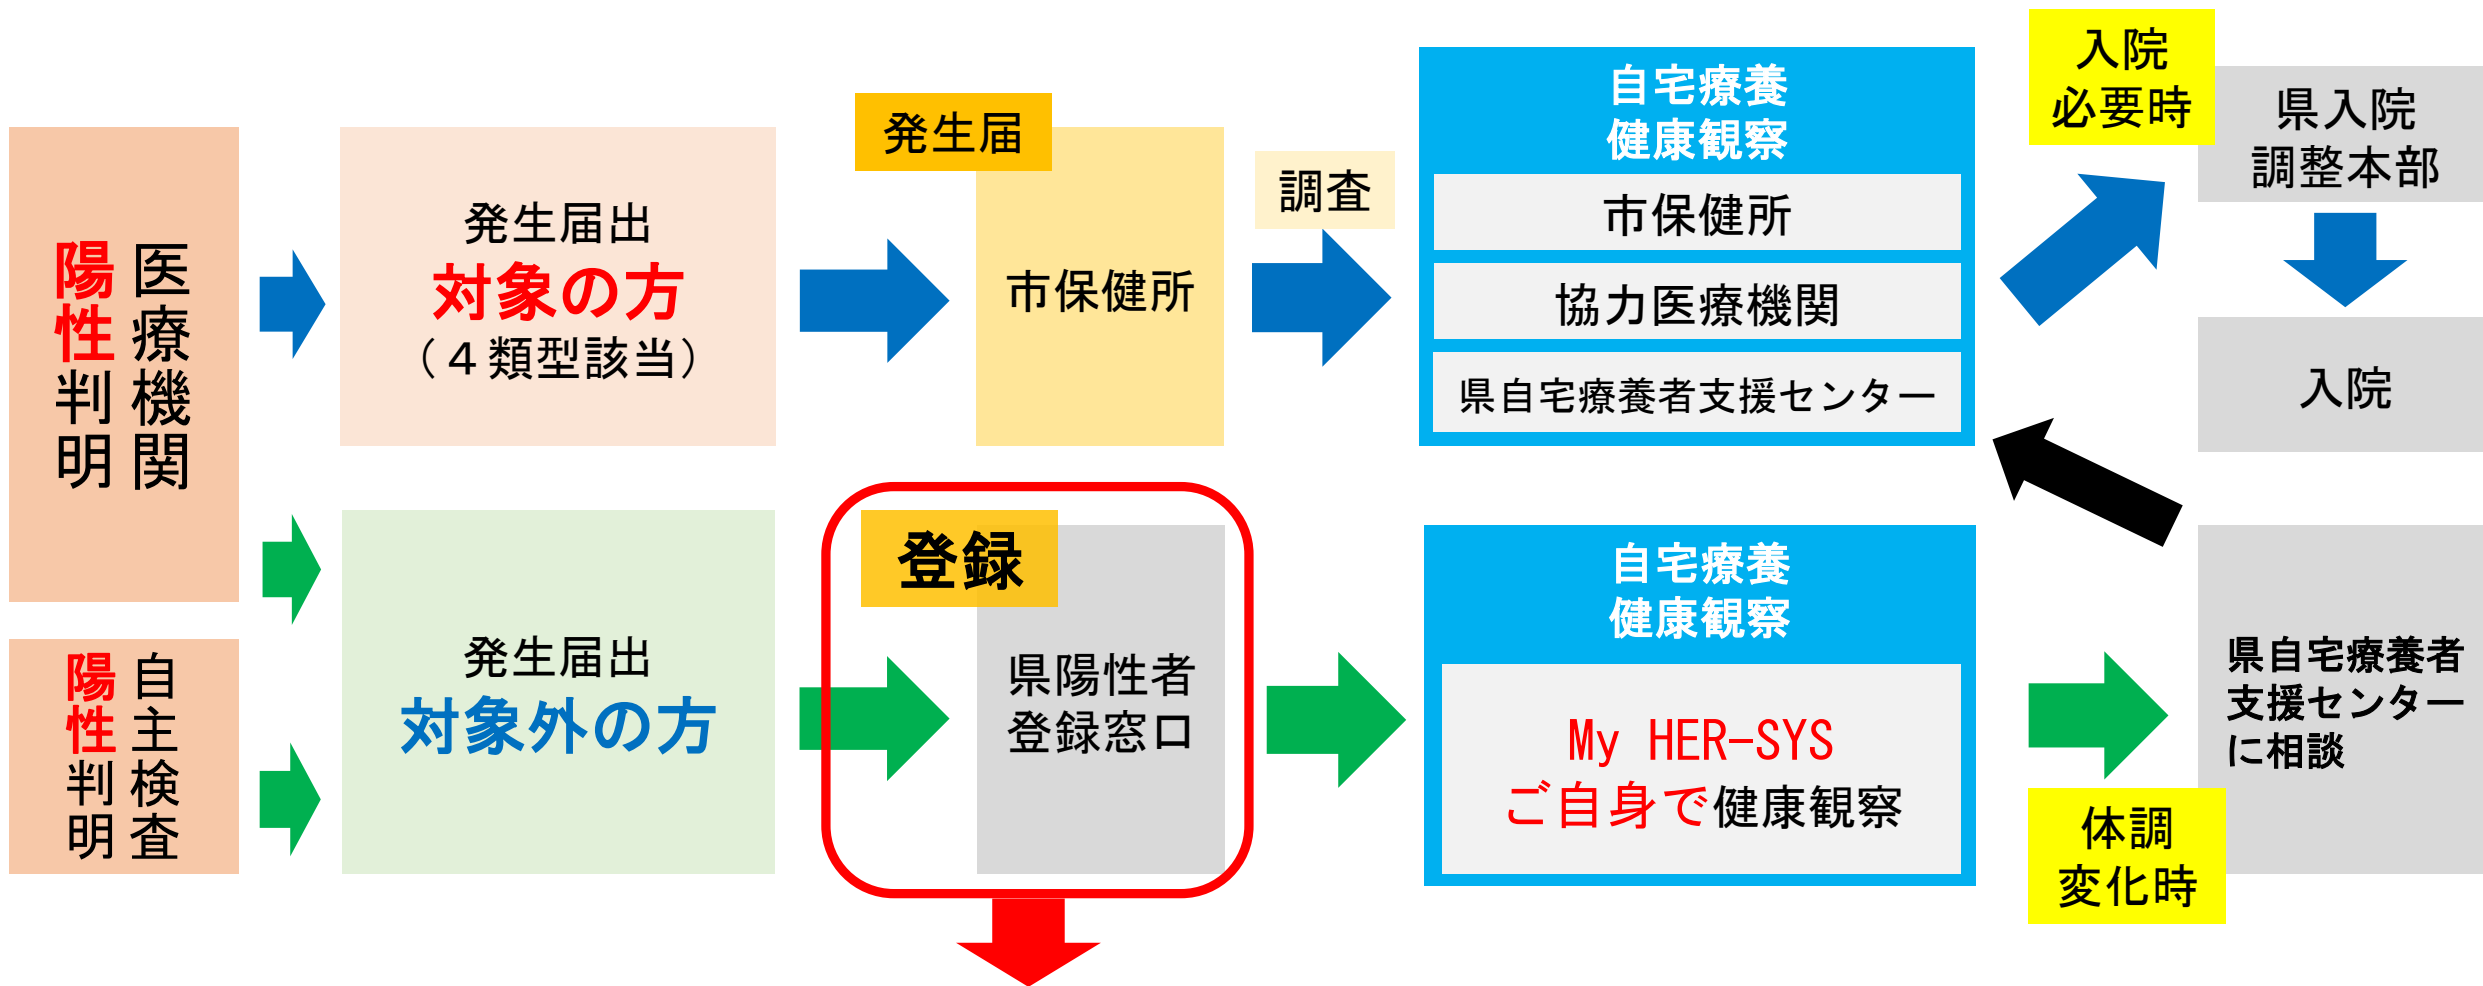 医療機関
陽性判明
発生届出
対象の方
（４類型該当）
発生届
市保健所
調査
自宅療養
健康観察
市保健所
協力医療機関
県自宅療養者支援センター
入院
必要時
県入院
調整本部
入院
自主検査
陽性判明
発生届出
対象外の方
登録
県陽性者
登録窓口
自宅療養
健康観察
My HER-SYS
ご自身で健康観察
県自宅療養者
支援センター
に相談
体調
変化時